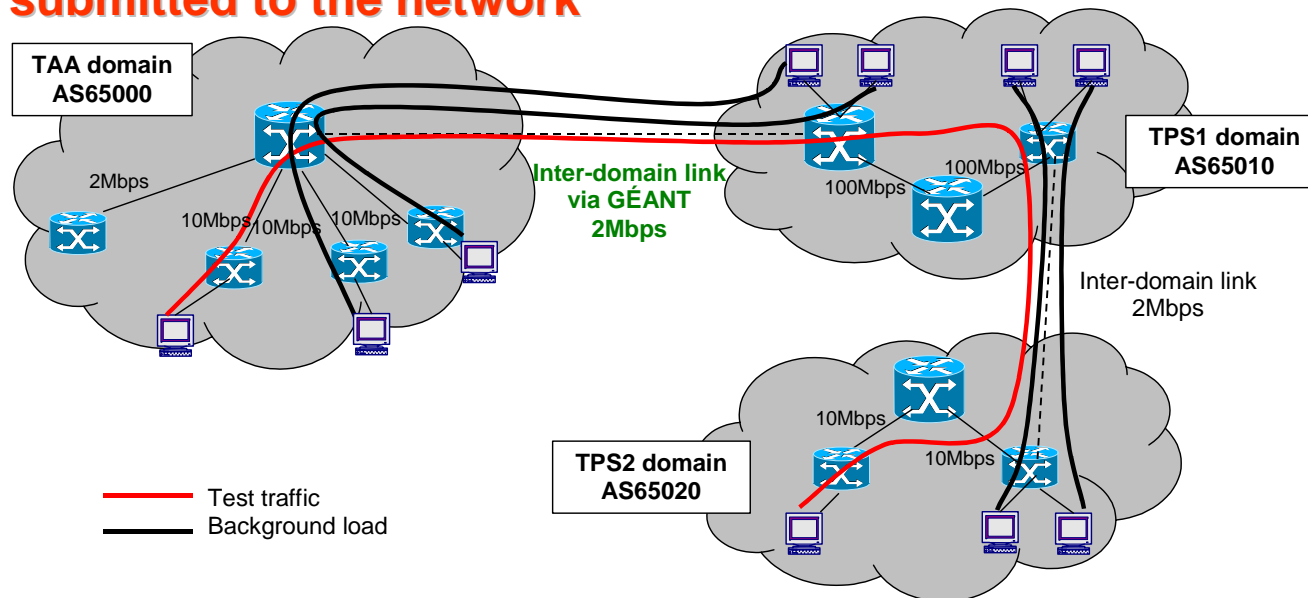 submitted to the network
TAA domain
AS65000
TPS1 domain
AS65010
2Mbps
10Mbps
10Mbps
10Mbps
Inter-domain link
via GÉANT
2Mbps
100Mbps
100Mbps
Inter-domain link
2Mbps
10Mbps
10Mbps
TPS2 domain
AS65020
Test traffic
Background load